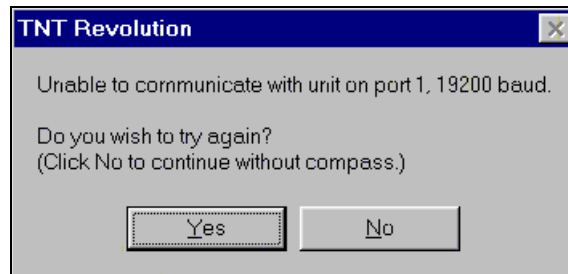 TNT Revolution
Unable to communicate with unit on port 1, 19200 baud.
Do you wish to try again?
(Click No to continue without compass.)
Yes
No